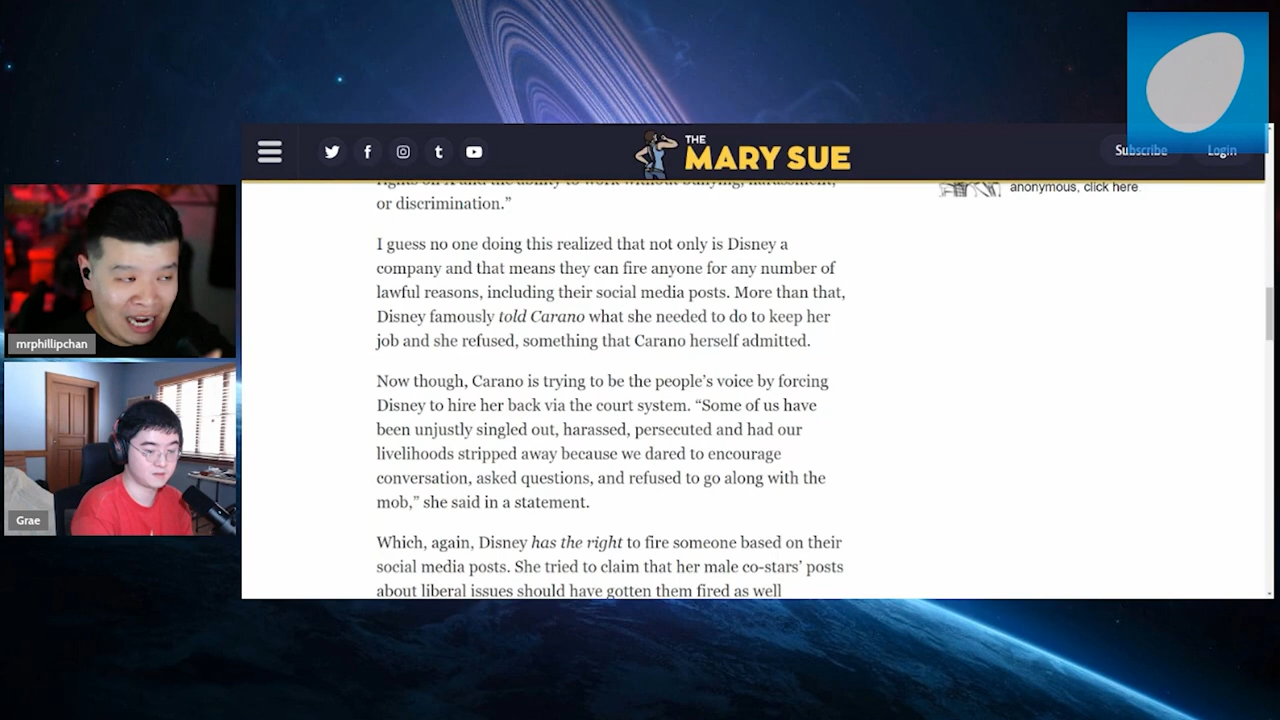 THE
MARY SUE
Subscribe
Login
or discrimination.”
anonymous, click here
I guess no one doing this realized that not only is Disney a
company and that means they can fire anyone for any number of
lawful reasons, including their social media posts. More than that,
Disney famously told Carano what she needed to do to keep her
job and she refused, something that Carano herself admitted.
Now though, Carano is trying to be the people’s voice by forcing
Disney to hire her back via the court system. “Some of us have
been unjustly singled out, harassed, persecuted and had our
livelihoods stripped away because we dared to encourage
conversation, asked questions, and refused to go along with the
mob,” she said in a statement.
Which, again, Disney has the right to fire someone based on their
social media posts. She tried to claim that her male co-stars’ posts
about liberal issues should have gotten them fired as well
mrphillipchan
Grae